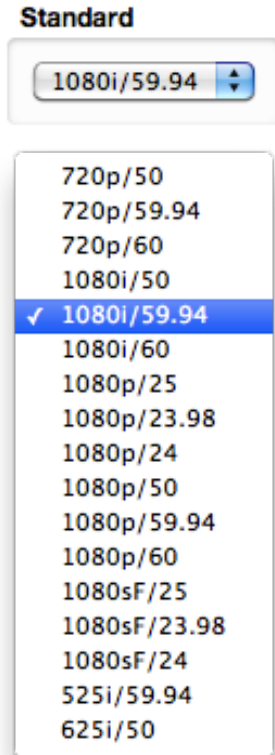 Standard
1080i/59.94
720p/50
720p/59.94
720p/60
1080i/50
✓ 1080i/59.94
1080i/60
1080p/25
1080p/23.98
1080p/24
1080p/50
1080p/59.94
1080p/60
1080sF/25
1080sF/23.98
1080sF/24
525i/59.94
625i/50